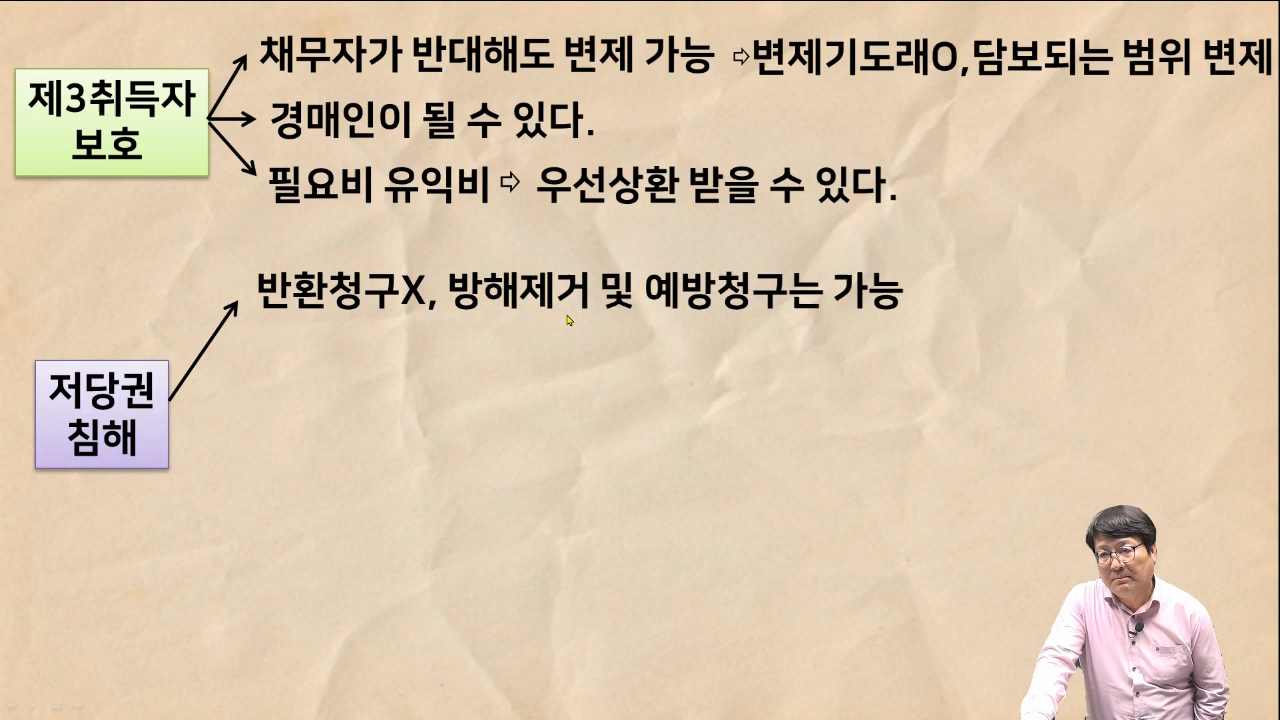 채무자가 반대해도 변제 가능 ⇨변제기도래O,담보되는 범위 변제
제3취득자
보호
경매인이 될 수 있다.
필요비 유익비 ⇨ 우선상환 받을 수 있다.
반환청구X, 방해제거 및 예방청구는 가능
저당권
침해